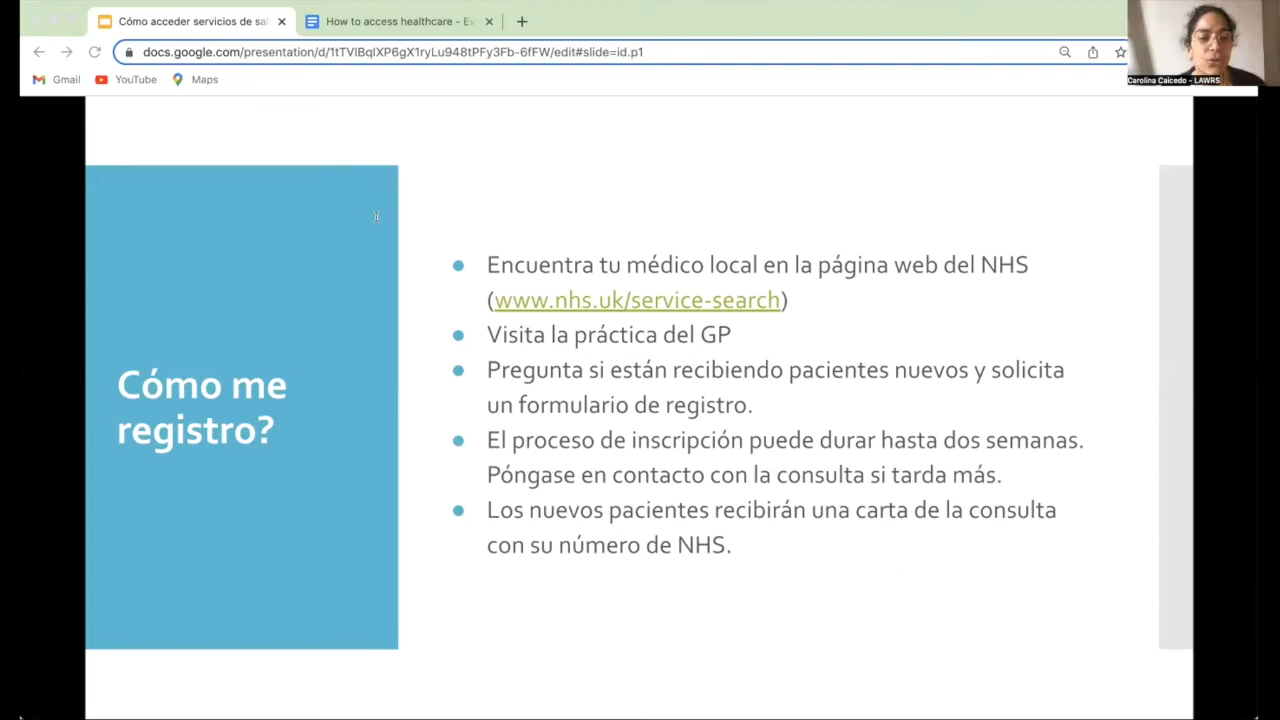 Cómo acceder servicios de sal
How to access healthcare - Ev
docs.google.com/presentation/d/1tTVlBqlXP6gX1ryLu948tPFy3Fb-6fFW/edit#slide=id.p1
Gmail
YouTube
Maps
Carolina Caicedo - LAWRS
Cómo me
registro?
Encuentra tu médico local en la página web del NHS
(www.nhs.uk/service-search)
Visita la práctica del GP
Pregunta si están recibiendo pacientes nuevos y solicita
un formulario de registro.
El proceso de inscripción puede durar hasta dos semanas.
Póngase en contacto con la consulta si tarda más.
Los nuevos pacientes recibirán una carta de la consulta
con su número de NHS.